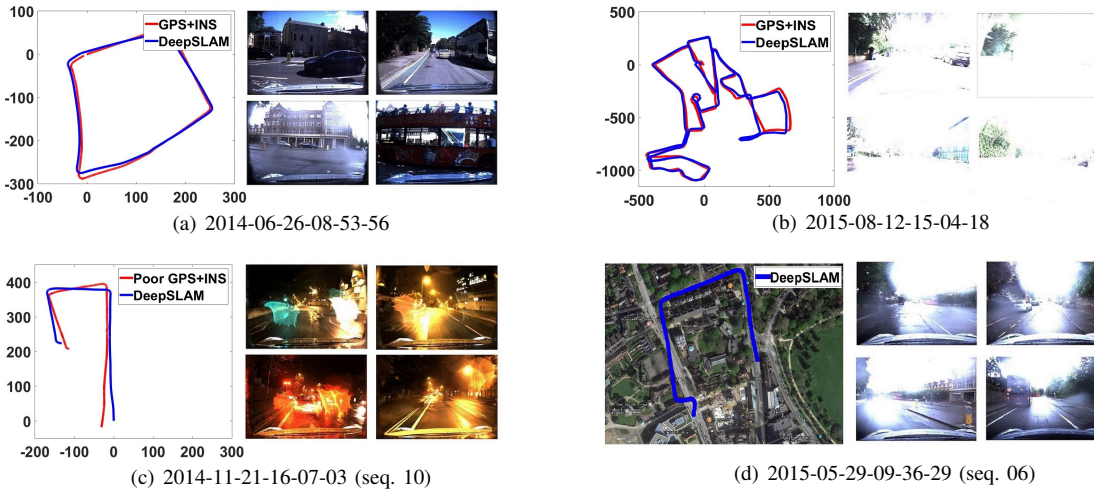 GPS+INS
DeepSLAM
100
0
-100
-200
-300
-100
0
100
200
300
(a) 2014-06-26-08-53-56
500
0
-500
-1000
-500
0
500
1000
GPS+INS
DeepSLAM
(b) 2015-08-12-15-04-18
Poor GPS+INS
DeepSLAM
400
300
200
100
0
-200
-100
0
100
200
300
(c) 2014-11-21-16-07-03 (seq. 10)
DeepSLAM
(d) 2015-05-29-09-36-29 (seq. 06)